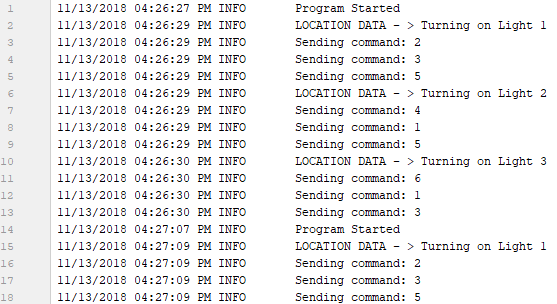 1 11/13/2018 04:26:27 PM INFO Program Started
2 11/13/2018 04:26:29 PM INFO LOCATION DATA - > Turning on Light 1
3 11/13/2018 04:26:29 PM INFO Sending command: 2
4 11/13/2018 04:26:29 PM INFO Sending command: 3
5 11/13/2018 04:26:29 PM INFO Sending command: 5
6 11/13/2018 04:26:29 PM INFO LOCATION DATA - > Turning on Light 2
7 11/13/2018 04:26:29 PM INFO Sending command: 4
8 11/13/2018 04:26:29 PM INFO Sending command: 1
9 11/13/2018 04:26:29 PM INFO Sending command: 5
10 11/13/2018 04:26:30 PM INFO LOCATION DATA - > Turning on Light 3
11 11/13/2018 04:26:30 PM INFO Sending command: 6
12 11/13/2018 04:26:30 PM INFO Sending command: 1
13 11/13/2018 04:26:30 PM INFO Sending command: 3
14 11/13/2018 04:27:07 PM INFO Program Started
15 11/13/2018 04:27:09 PM INFO LOCATION DATA - > Turning on Light 1
16 11/13/2018 04:27:09 PM INFO Sending command: 2
17 11/13/2018 04:27:09 PM INFO Sending command: 3
18 11/13/2018 04:27:09 PM INFO Sending command: 5